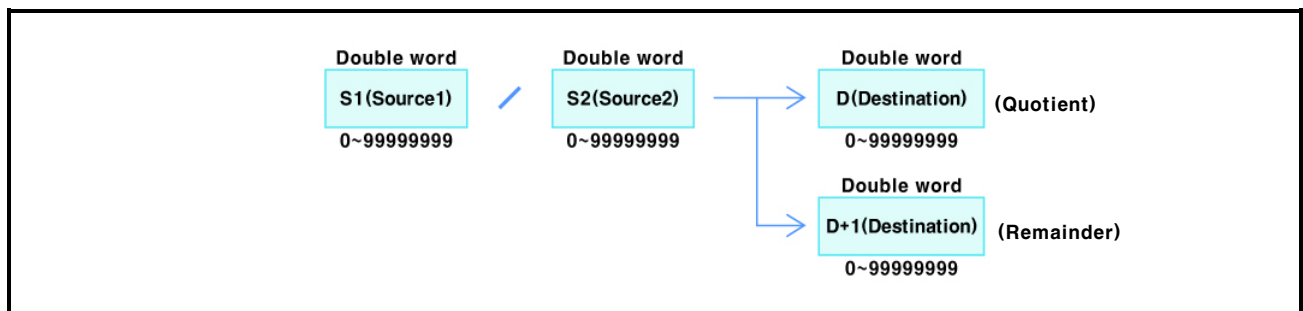 Double word Double word Double word
S1(Source1) S2(Source2) D(Destination) (Quotient)
0~99999999 0~99999999 0~99999999
Double word
D+1(Destination) (Remainder)
0~99999999